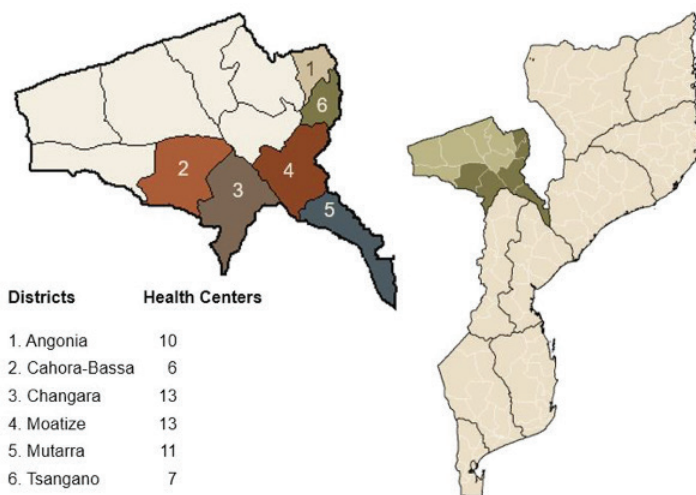 1
6
2
4
3
5
Districts Health Centers
1. Angonia 10
2. Cahora-Bassa 6
3. Changara 13
4. Moatize 13
5. Mutarra 11
6. Tsangano 7